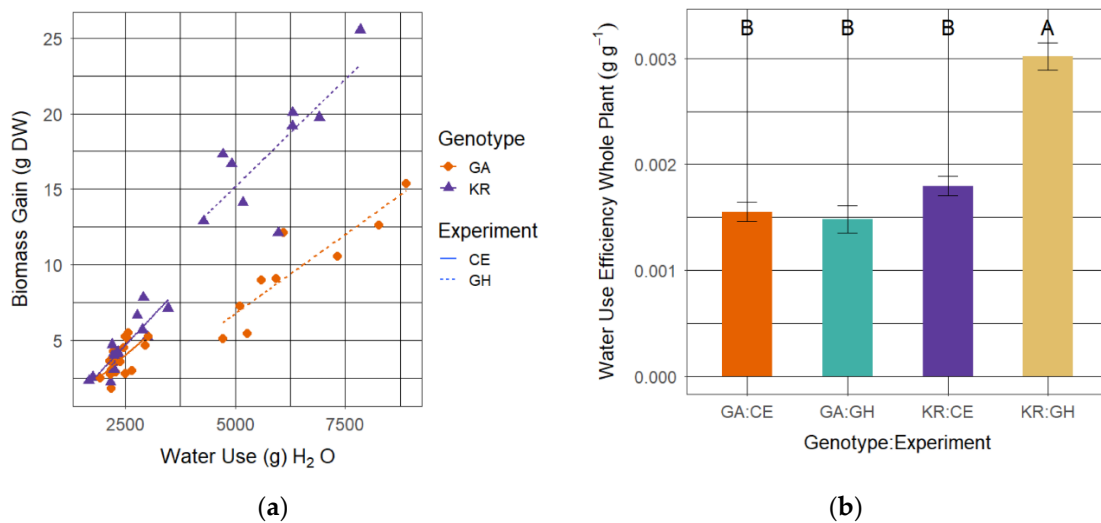 25
20
15
10
5
Biomass Gain (g DW)
2500 5000 7500
Water Use (g) H₂ O
Genotype
GA
KR
Experiment
CE
GH
(a)
B B B A
0.003
0.002
0.001
0.000
Water Use Efficiency Whole Plant (g g⁻¹)
GA:CE GA:GH KR:CE KR:GH
Genotype:Experiment
(b)